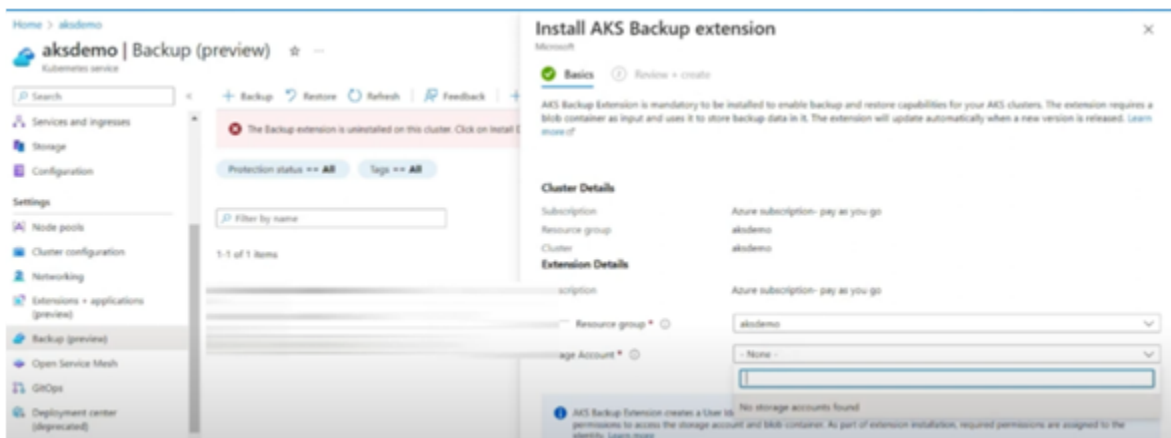 Home > aksdemo
aksdemo | Backup (preview)
Kubernetes service
Search
Services and ingresses
Storage
Configuration
Settings
Node pools
Cluster configuration
Networking
Extensions + applications
(preview)
Backup (preview)
Open Service Mesh
GitOps
Deployment center
(deprecated)
+ Backup Restore Refresh Feedback
The Backup extension is uninstalled on this cluster. Click on Install
Protection status == All Tags == All
Filter by name
1-1 of 1 items
Install AKS Backup extension
Microsoft
Basics Review + create
AKS Backup Extension is mandatory to be installed to enable backup and restore capabilities for your AKS clusters. The extension requires a
blob container as input and uses it to store backup data in it. The extension will update automatically when a new version is released. Learn
more
Cluster Details
Subscription Azure subscription- pay as you go
Resource group aksdemo
Cluster aksdemo
Extension Details
scription Azure subscription- pay as you go
Resource group * aksdemo
age Account * - None -
No storage accounts found
AKS Backup Extension creates a User
permissions to access the storage account and blob container. As part of extension installation, required permissions are assigned to the
identity. Learn more